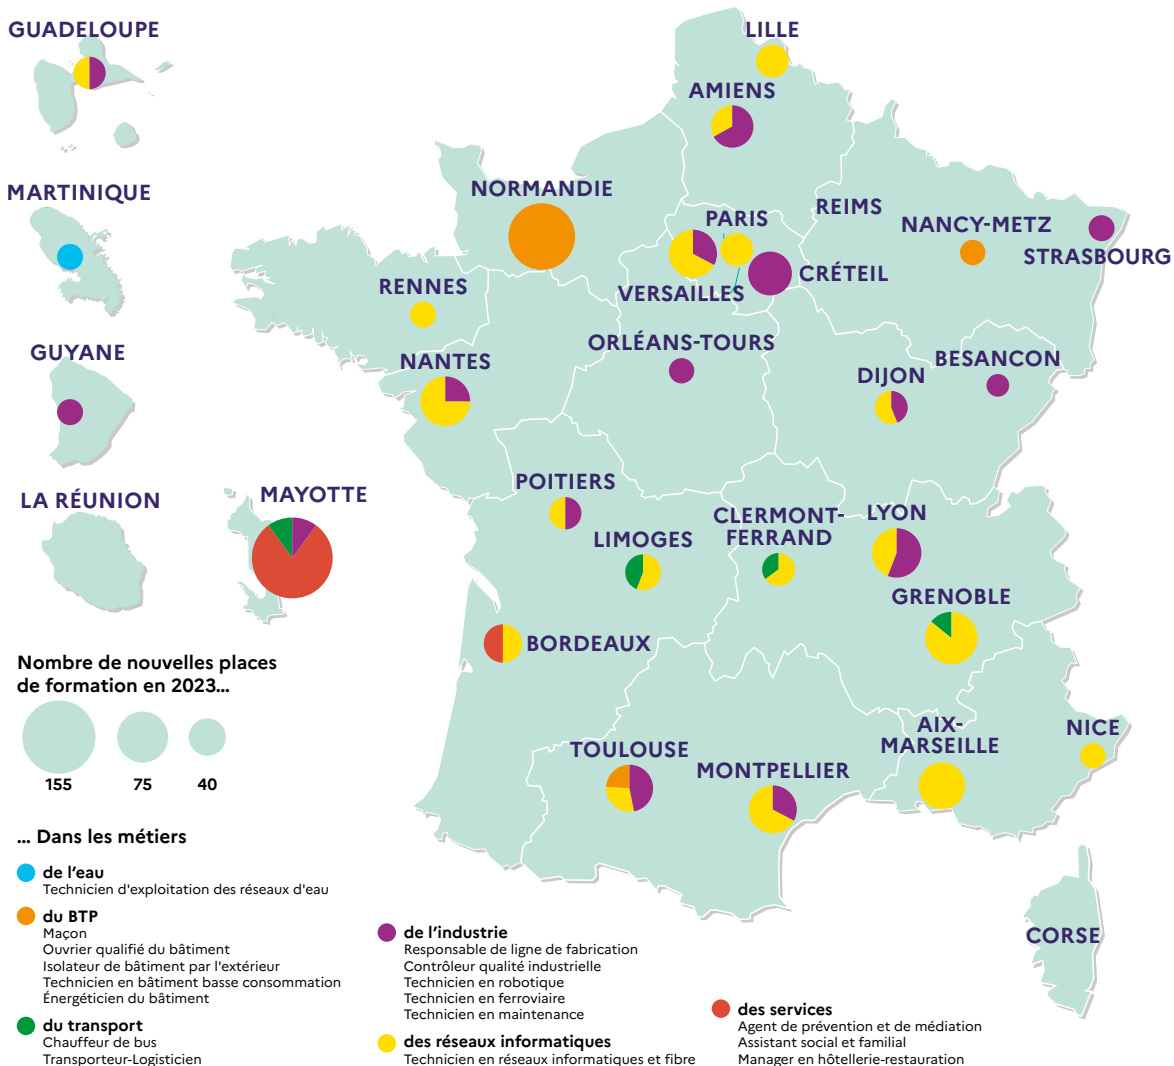 GUADELOUPE
LILLE
AMIENS
MARTINIQUE
NORMANDIE
PARIS
REIMS
NANCY-METZ
STRASBOURG
CRÉTEIL
VERSAILLES
RENNES
GUYANE
NANTES
ORLÉANS-TOURS
DIJON
BESANCON
LA RÉUNION
MAYOTTE
POITIERS
LIMOGES
CLERMONT-
FERRAND
LYON
GRENOBLE
BORDEAUX
Nombre de nouvelles places
de formation en 2023...
155
75
40
TOULOUSE
MONTPELLIER
AIX-
MARSEILLE
NICE
CORSE
... Dans les métiers
de l'eau
Technicien d'exploitation des réseaux d'eau
du BTP
Maçon
Ouvrier qualifié du bâtiment
Isolateur de bâtiment par l'extérieur
Technicien en bâtiment basse consommation
Énergéticien du bâtiment
du transport
Chauffeur de bus
Transporteur-Logisticien
de l'industrie
Responsable de ligne de fabrication
Contrôleur qualité industrielle
Technicien en robotique
Technicien en ferroviaire
Technicien en maintenance
des réseaux informatiques
Technicien en réseaux informatiques et fibre
des services
Agent de prévention et de médiation
Assistant social et familial
Manager en hôtellerie-restauration